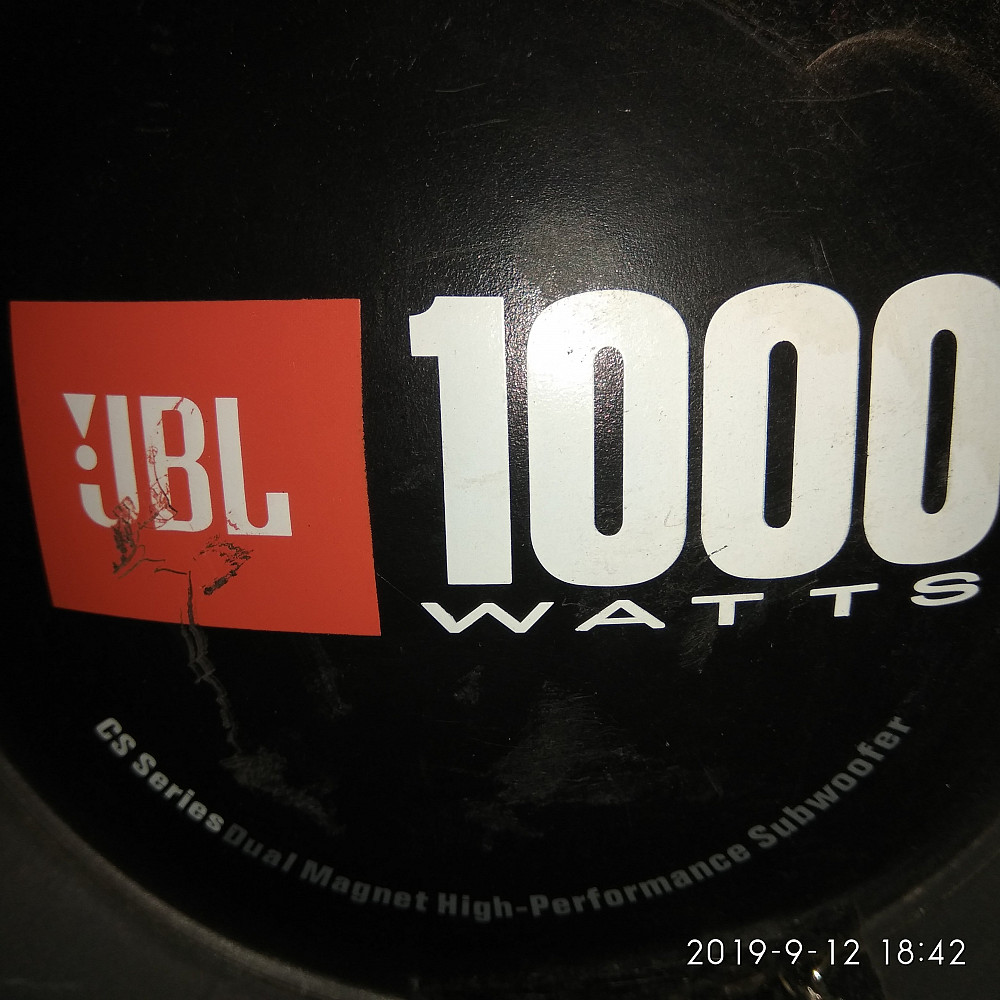 JBL
1000
WATTS
CS Series Dual Magnet High-Performance Subwoofer
2019-9-12 18:42